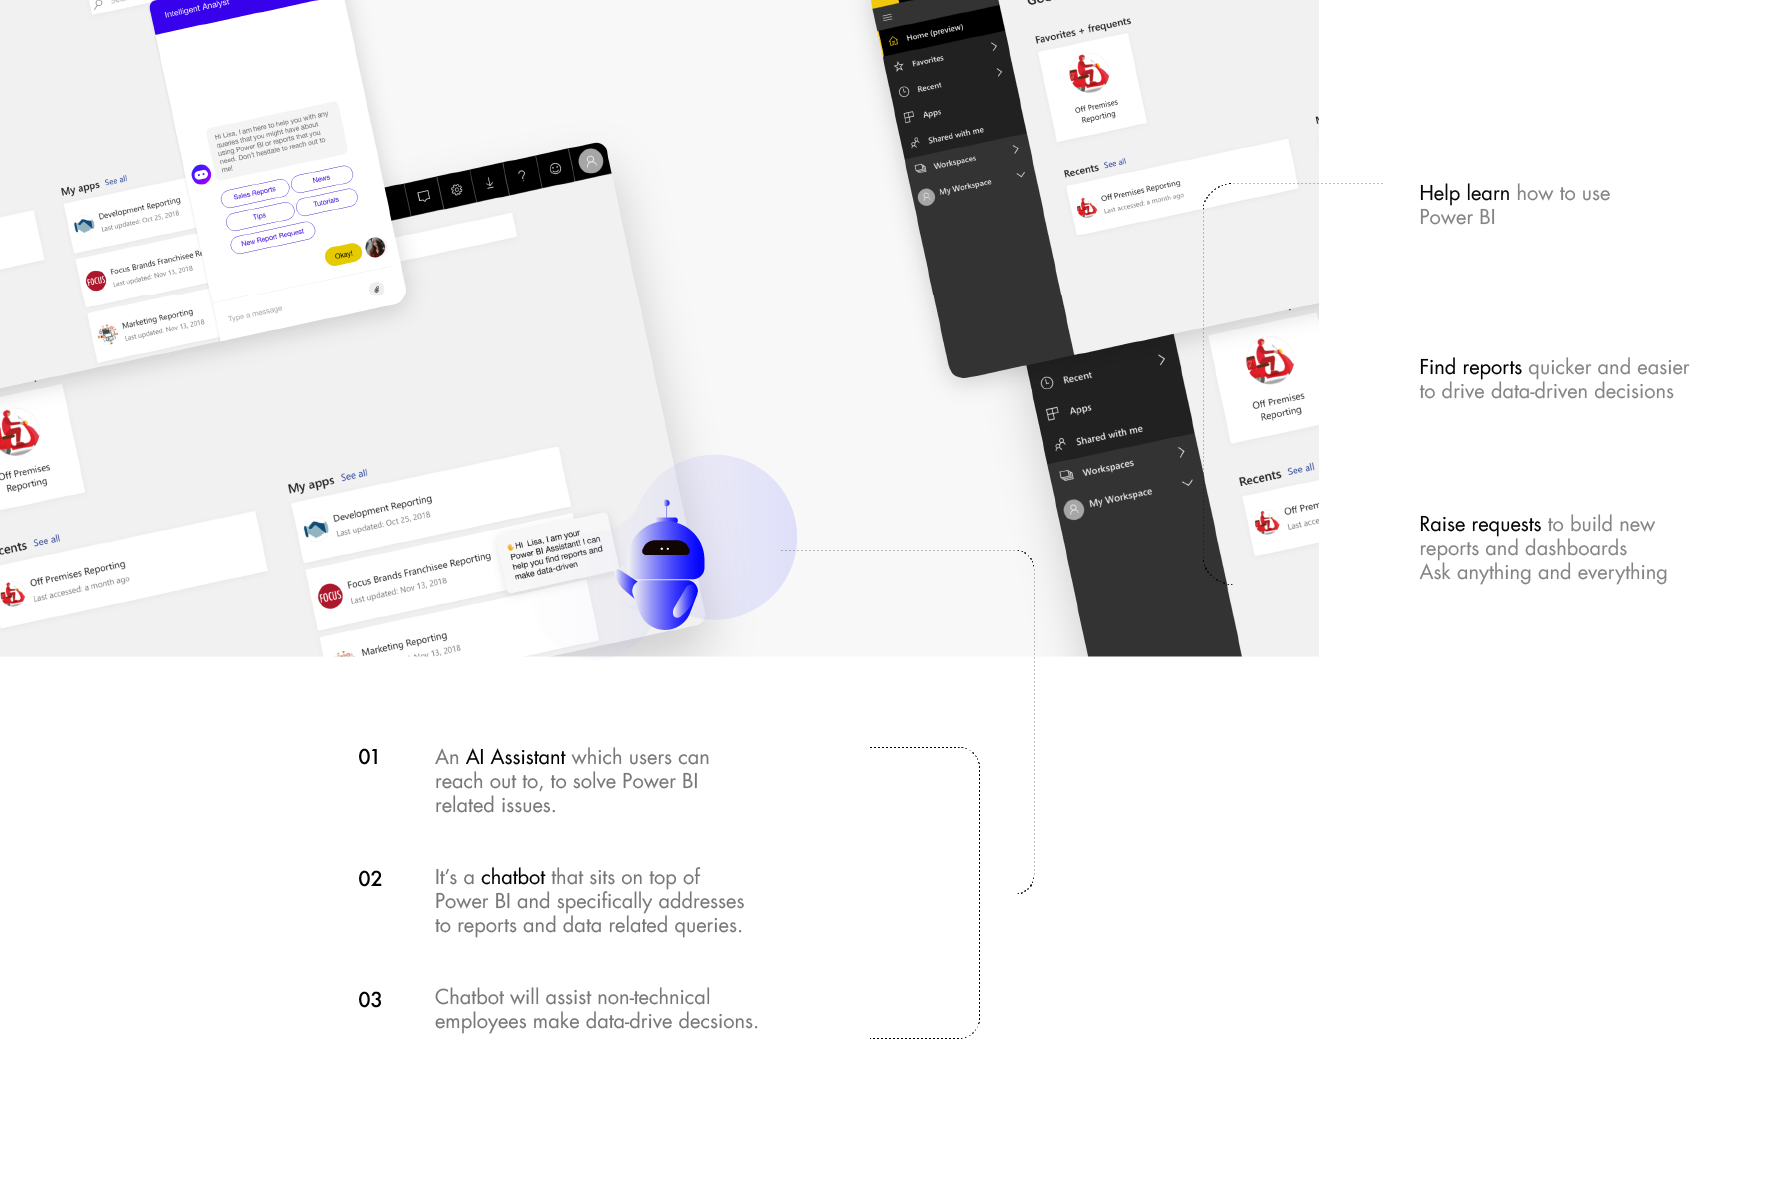 Intelligent Analyst
Hi Lisa, I am here to help you with any
queries that you might have about
using Power BI or reports that you
need. Don't hesitate to reach out to
me!
Sales Reports
News
Tips
Tutorials
New Report Request
Okay!
Type a message
My apps See all
Development Reporting
Last updated: Oct 25, 2018
Focus Brands Franchisee Re
Last updated: Nov 13, 2018
FOCUS
Marketing Reporting
Last updated: Nov 13, 2018
Off Premises
Reporting
cents See all
Off Premises Reporting
Last accessed: a month ago
My apps See all
Development Reporting
Last updated: Oct 25, 2018
FOCUS
Focus Brands Franchisee Reporting
Last updated: Nov 13, 2018
Marketing Reporting
Nov 13, 2018
Hi Lisa, I am your
Power BI Assistant! I can
help you find reports and
make data-driven
Home (preview)
Favorites
Recent
Apps
Shared with me
Workspaces
My Workspace
Favorites + frequents
Off Premises
Reporting
Recents See all
Off Premises Reporting
Last accessed: a month ago
Recent
Apps
Shared with me
Workspaces
My Workspace
Off Premises
Reporting
Recents See all
Off Prem
Last acce
Help learn how to use
Power BI
Find reports quicker and easier
to drive data-driven decisions
Raise requests to build new
reports and dashboards
Ask anything and everything
01
An AI Assistant which users can
reach out to, to solve Power BI
related issues.
02
It's a chatbot that sits on top of
Power BI and specifically addresses
to reports and data related queries.
03
Chatbot will assist non-technical
employees make data-drive decsions.